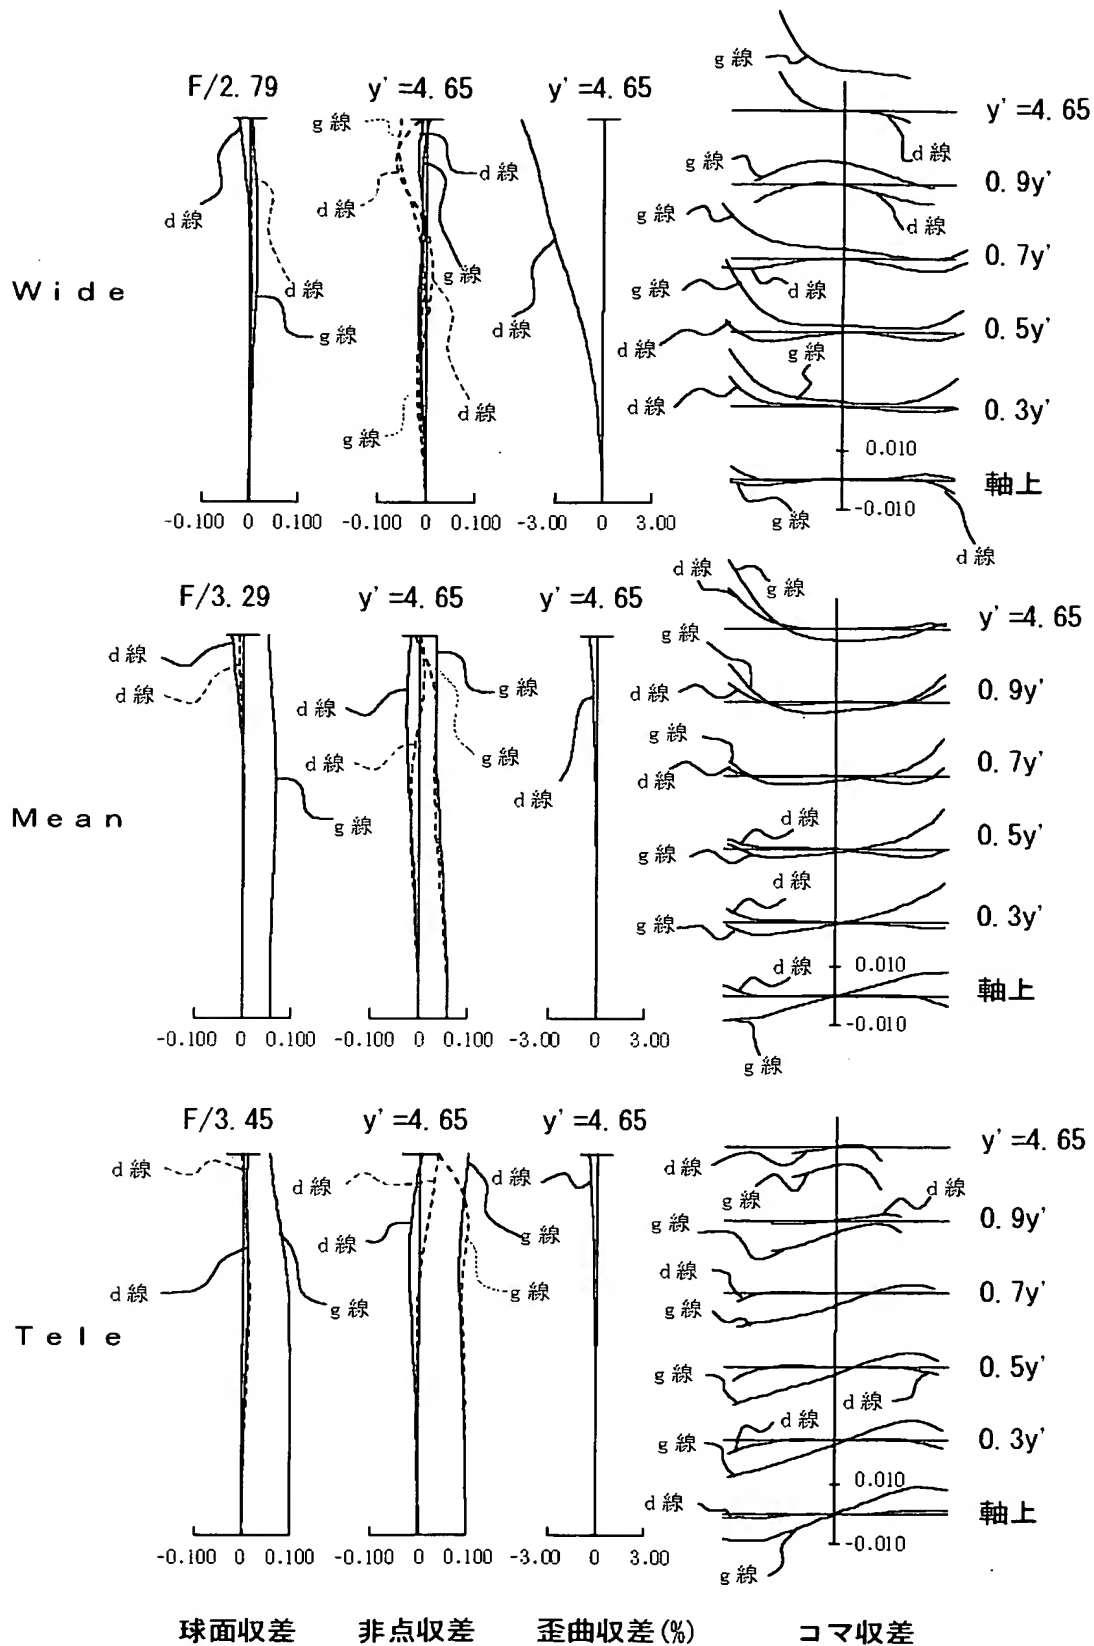 Wide
F/2.79
d線
d線
g線
-0.100 0 0.100
y'=4.65
g線
d線
d線
g線
d線
g線
-0.100 0 0.100
y'=4.65
d線
-3.00 0 3.00
g線
y'=4.65
d線
g線
0.9y'
d線
g線
0.7y'
d線
g線
0.5y'
d線
g線
0.3y'
d線
0.010
軸上
g線
-0.010
d線
Mean
F/3.29
d線
d線
g線
-0.100 0 0.100
y'=4.65
g線
d線
g線
d線
0.100
y'=4.65
d線
-3.00 0 3.00
d線
g線
y'=4.65
g線
d線
0.9y'
g線
d線
0.7y'
d線
g線
0.5y'
d線
g線
0.3y'
d線
0.010
軸上
-0.010
g線
Tele
F/3.45
d線
d線
g線
-0.100 0 0.100
y'=4.65
d線
d線
g線
g線
-0.100 0 0.100
y'=4.65
d線
-3.00 0 3.00
y'=4.65
d線
g線
d線
0.9y'
g線
d線
0.7y'
g線
0.5y'
g線
d線
d線
0.3y'
g線
0.010
d線
軸上
-0.010
g線
球面収差 非点収差 歪曲収差(%) コマ収差